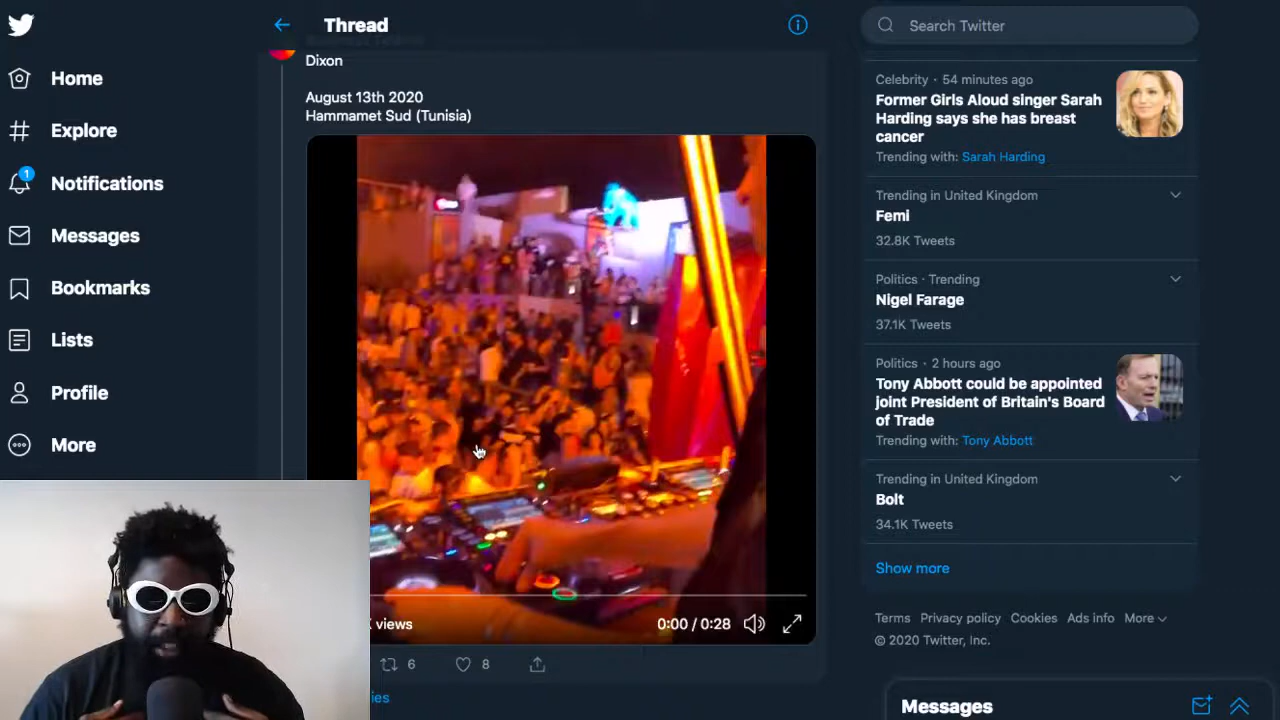 Home
Explore
1
Notifications
Messages
Bookmarks
Lists
Profile
More
Thread
Dixon
August 13th 2020
Hammamet Sud (Tunisia)
views
0:00 / 0:28
6
8
Search Twitter
Celebrity · 54 minutes ago
Former Girls Aloud singer Sarah
Harding says she has breast
cancer
Trending with: Sarah Harding
Trending in United Kingdom
Femi
32.8K Tweets
Politics · Trending
Nigel Farage
37.1K Tweets
Politics · 2 hours ago
Tony Abbott could be appointed
joint President of Britain's Board
of Trade
Trending with: Tony Abbott
Trending in United Kingdom
Bolt
34.1K Tweets
Show more
Terms Privacy policy Cookies Ads info More
© 2020 Twitter, Inc.
Messages